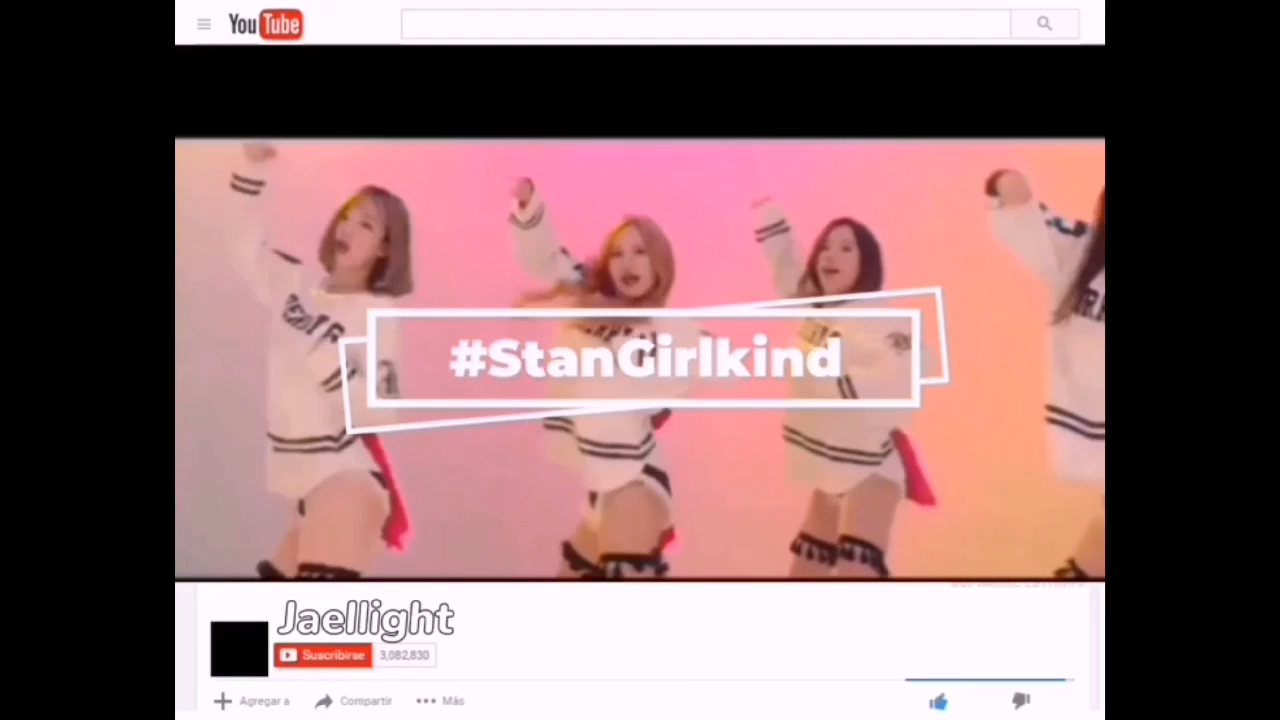 YouTube
#StanGirlkind
Jaellight
Suscribirse 3,082,830
Agregar a Compartir Más